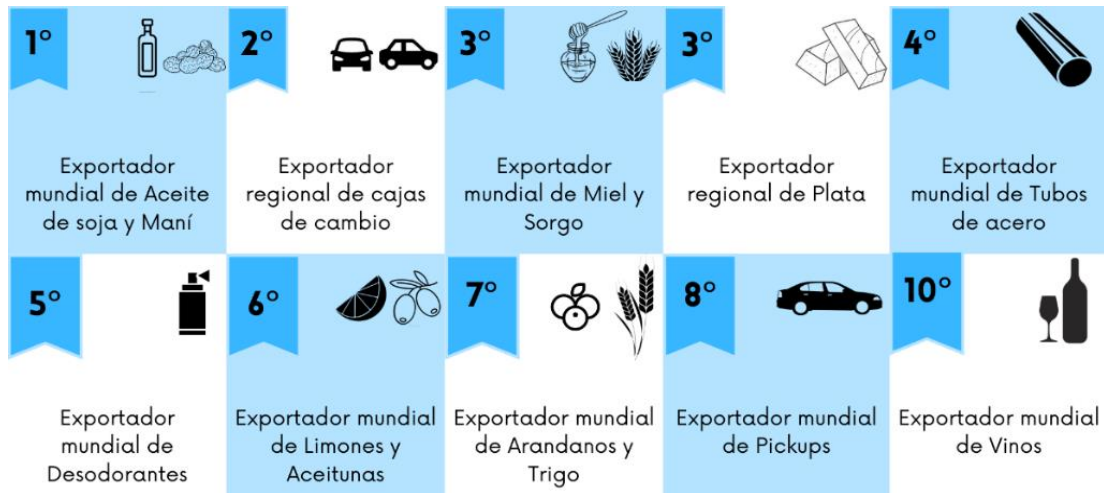 1°
Exportador
mundial de Aceite
de soja y Maní
2°
Exportador
regional de cajas
de cambio
3°
Exportador
mundial de Miel y
Sorgo
3°
Exportador
regional de Plata
4°
Exportador
mundial de Tubos
de acero
5°
Exportador
mundial de
Desodorantes
6°
Exportador mundial
de Limones y
Aceitunas
7°
Exportador mundial
de Arandanos y
Trigo
8°
Exportador mundial
de Pickups
10°
Exportador mundial
de Vinos